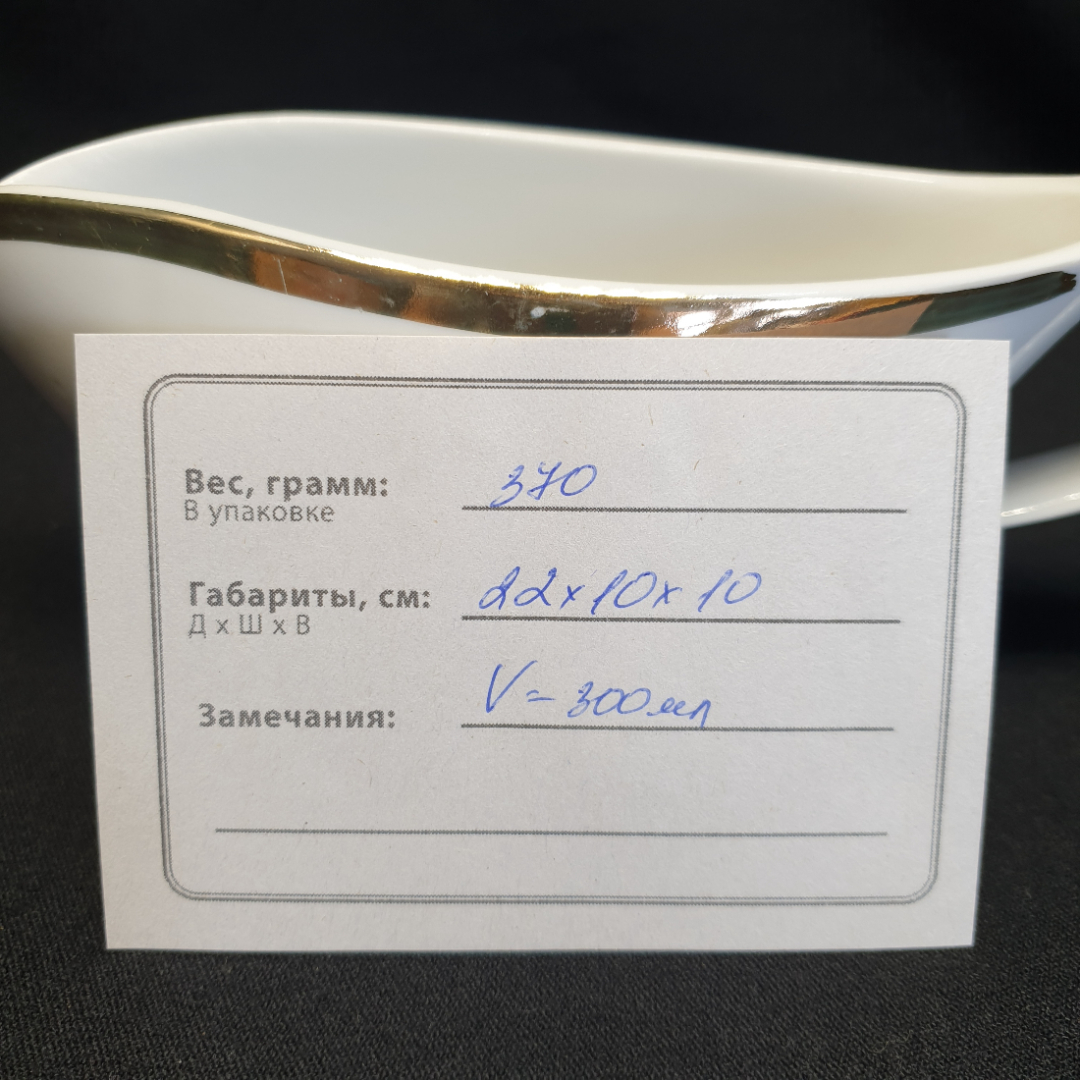 Вес, грамм: 370
В упаковке
Габариты, см: 22х10х10
Д х Ш х В
Замечания: V = 300мл